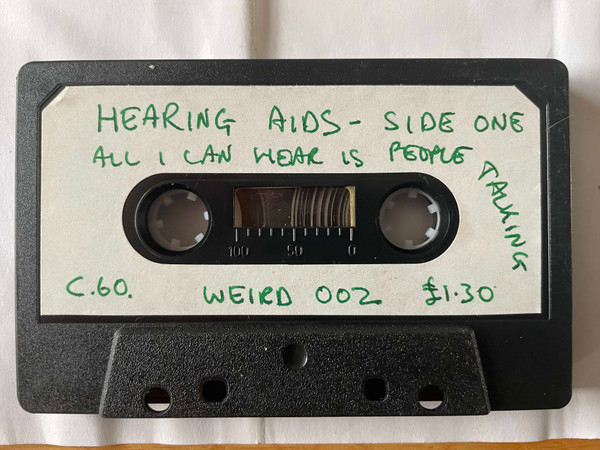 HEARING AIDS - SIDE ONE
ALL I CAN HEAR IS PEOPLE TALKING
100 50 0
C.60. WEIRD 002 £1.30